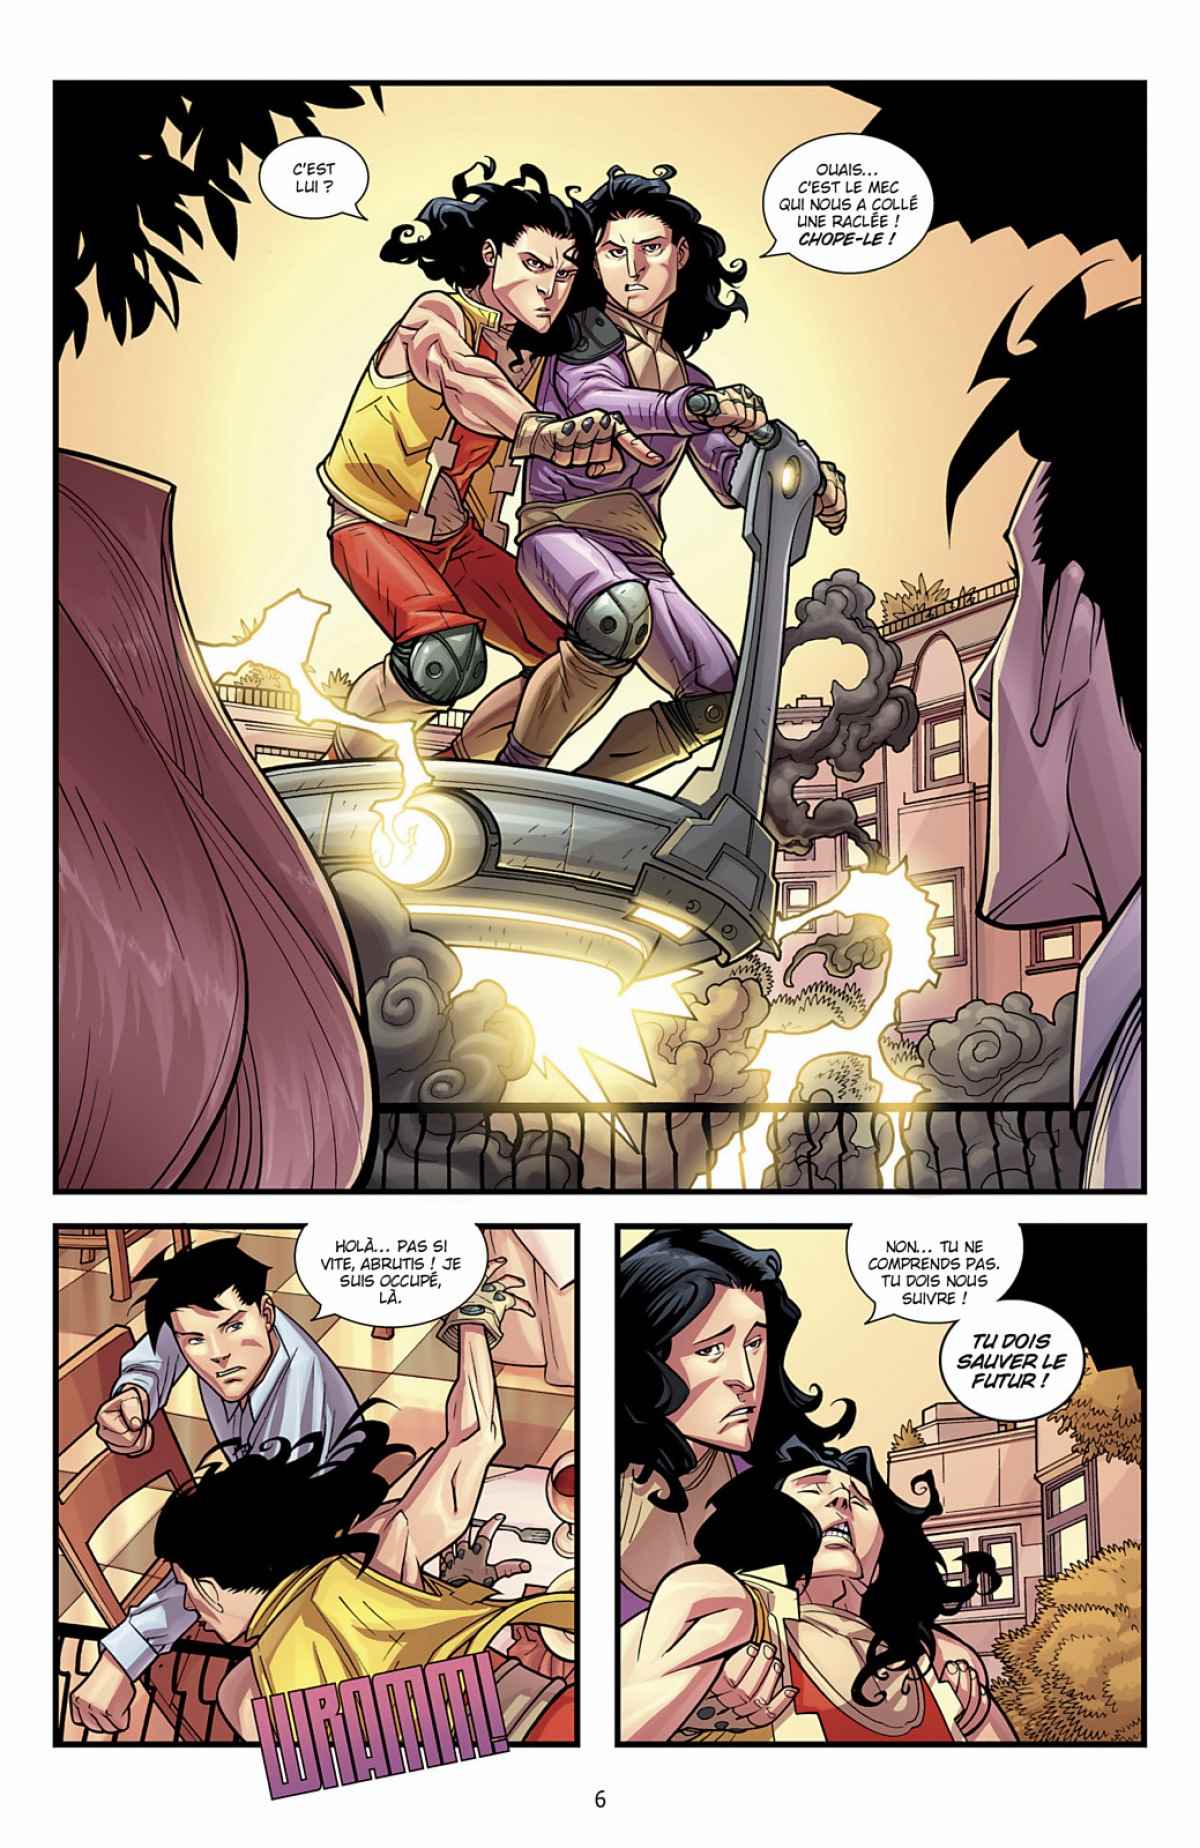 C'EST
LUI ?
OUAIS...
C'EST LE MEC
QUI NOUS A COLLÉ
UNE RACLÉE !
CHOPE-LE !
HOLÀ... PAS SI
VITE, ABRUTIS ! JE
SUIS OCCUPÉ,
LÀ.
WRAMM!
NON... TU NE
COMPRENDS PAS.
TU DOIS NOUS
SUIVRE !
TU DOIS
SAUVER LE
FUTUR !
6